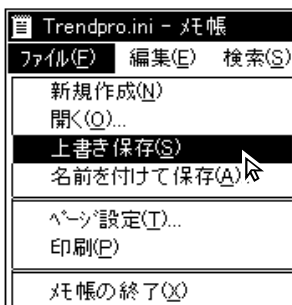 Trendpro.ini - メモ帳
ファイル(F) 編集(E) 検索(S)
新規作成(N)
開く(O)...
上書き保存(S)
名前を付けて保存(A)
ページ設定(T)...
印刷(P)
メモ帳の終了(X)